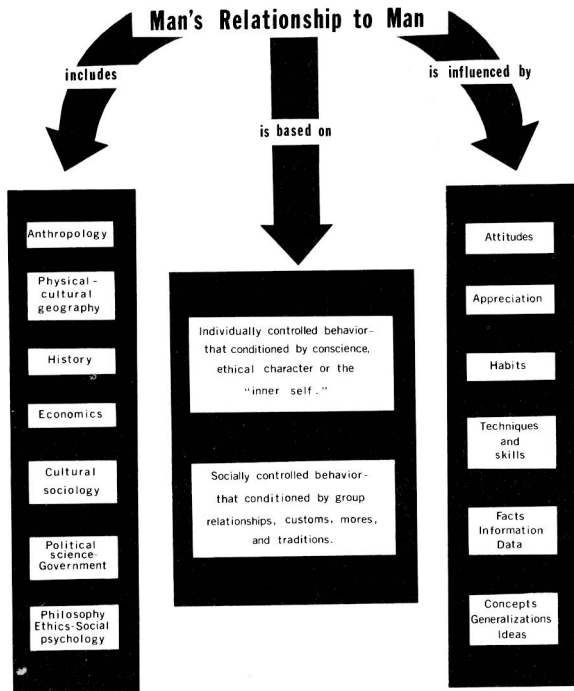 Man's Relationship to Man
includes
is based on
is influenced by
Anthropology
Physical-
cultural
geography
History
Economics
Cultural
sociology
Political
science-
Government
Philosophy
Ethics-Social
psychology
Individually controlled behavior-
that conditioned by conscience,
ethical character or the
"inner self."
Socially controlled behavior-
that conditioned by group
relationships, customs, mores,
and traditions.
Attitudes
Appreciation
Habits
Techniques
and
skills
Facts
Information
Data
Concepts
Generalizations
Ideas